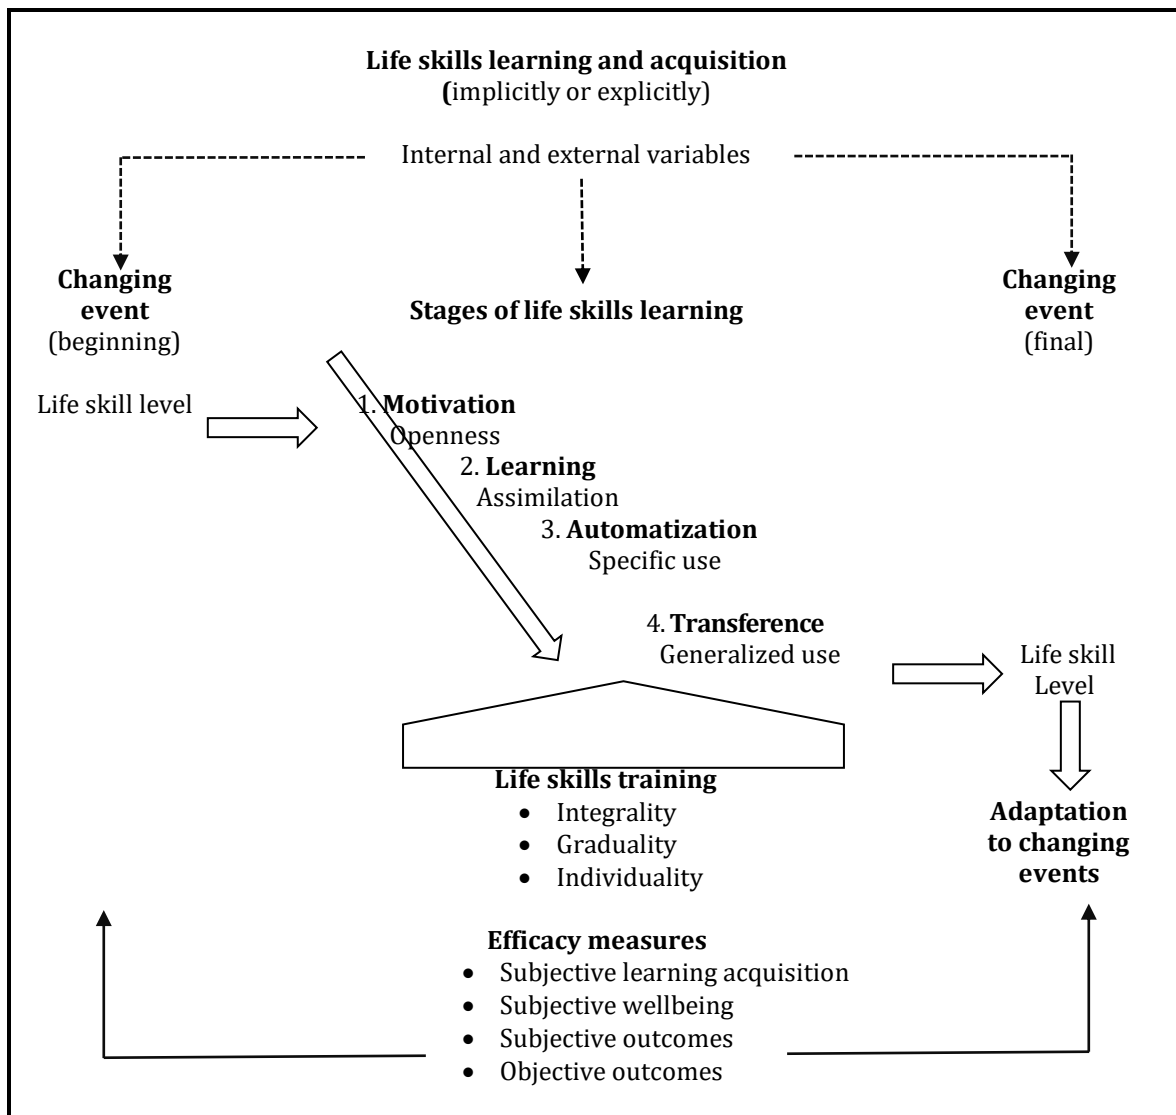 Life skills learning and acquisition
(implicitly or explicitly)
Internal and external variables
Changing
event
(beginning)
Stages of life skills learning
Changing
event
(final)
Life skill level
1. Motivation
Openness
2. Learning
Assimilation
3. Automatization
Specific use
4. Transference
Generalized use
Life skill
Level
Life skills training
• Integrality
• Graduality
• Individuality
Adaptation
to changing
events
Efficacy measures
• Subjective learning acquisition
• Subjective wellbeing
• Subjective outcomes
• Objective outcomes